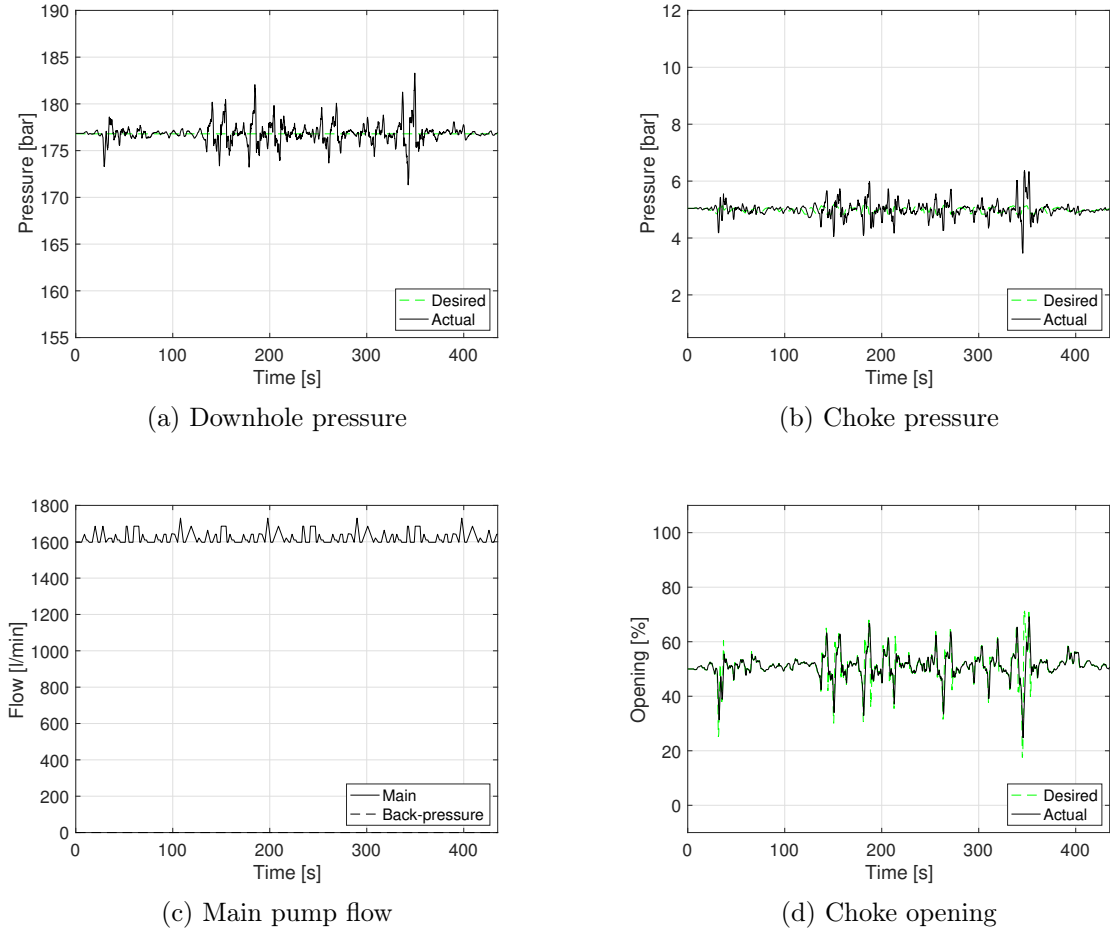 190
185
180
175
170
165
160
155
Pressure [bar]
0 100 200 300 400
Time [s]
Desired
Actual
(a) Downhole pressure
12
10
8
6
4
2
Pressure [bar]
0 100 200 300 400
Time [s]
Desired
Actual
(b) Choke pressure
1800
1600
1400
1200
1000
800
600
400
200
0
Flow [l/min]
0 100 200 300 400
Time [s]
Main
Back-pressure
(c) Main pump flow
100
80
60
40
20
0
Opening [%]
0 100 200 300 400
Time [s]
Desired
Actual
(d) Choke opening